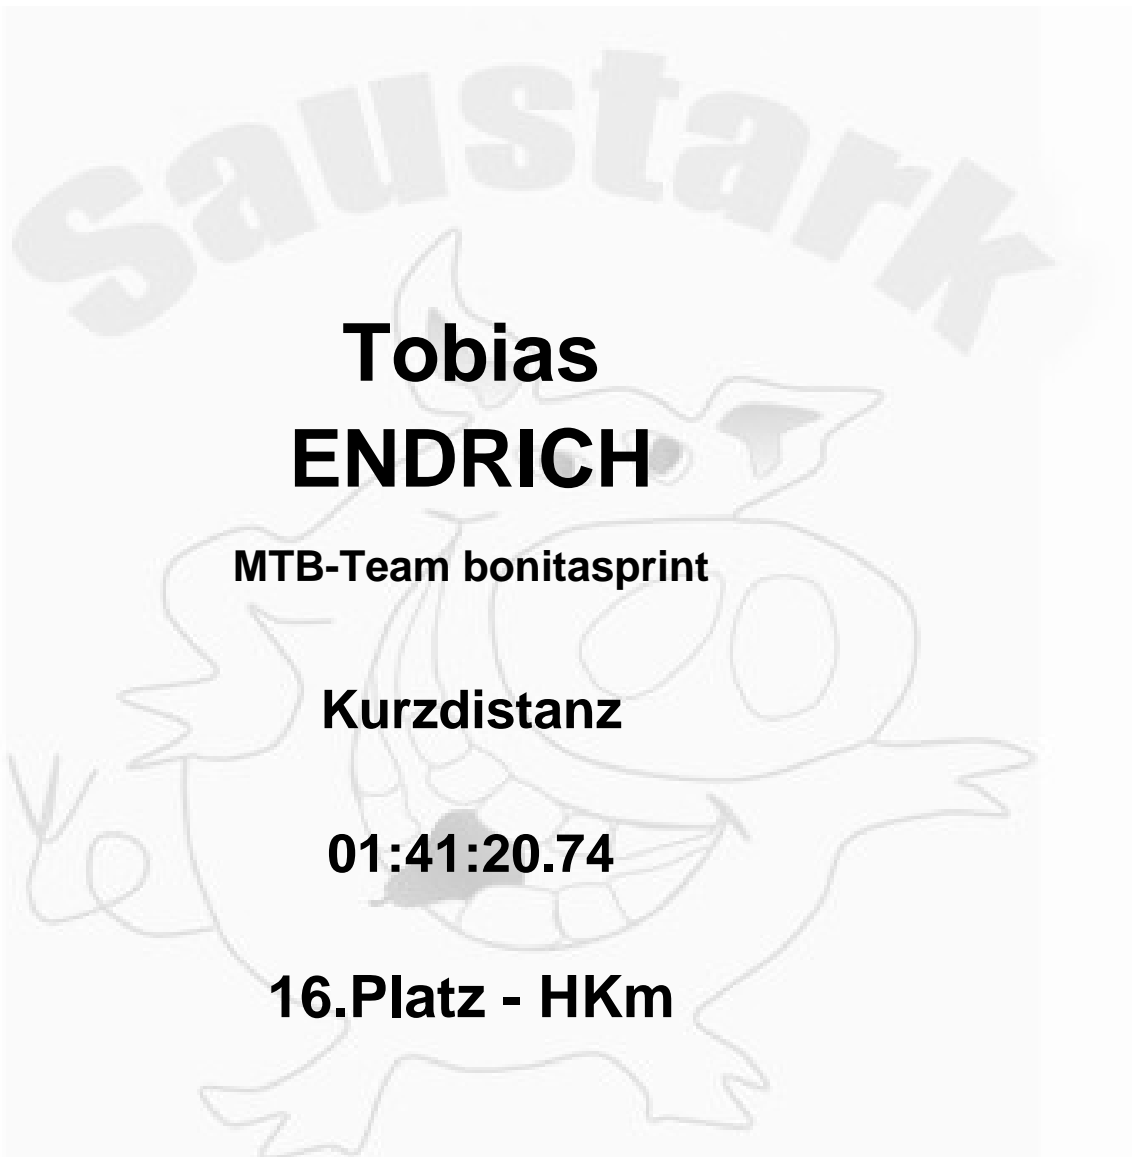 Saustark
Tobias
ENDRICH
MTB-Team bonitasprint
Kurzdistanz
01:41:20.74
16.Platz - HKm